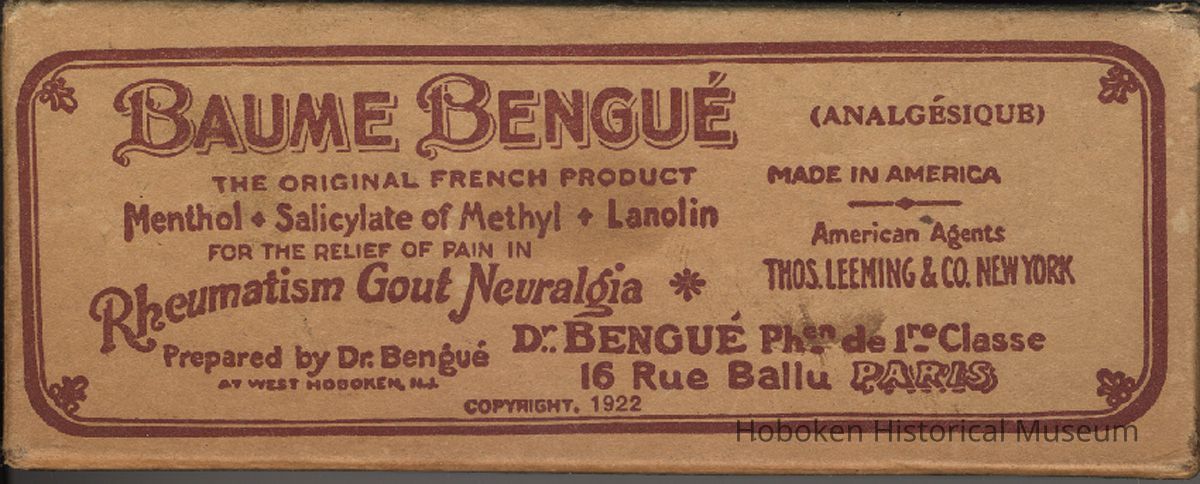 BAUME BENGUÉ
(ANALGÉSIQUE)
THE ORIGINAL FRENCH PRODUCT
MADE IN AMERICA
Menthol + Salicylate of Methyl + Lanolin
American Agents
FOR THE RELIEF OF PAIN IN
THOS. LEEMING & CO. NEW YORK
Rheumatism Gout Neuralgia *
Prepared by Dr. Bengué
AT WEST HOBOKEN, N.J.
Dr. BENGUÉ Phen de 1re Classe
16 Rue Ballu PARIS
COPYRIGHT, 1922
Hoboken Historical Museum